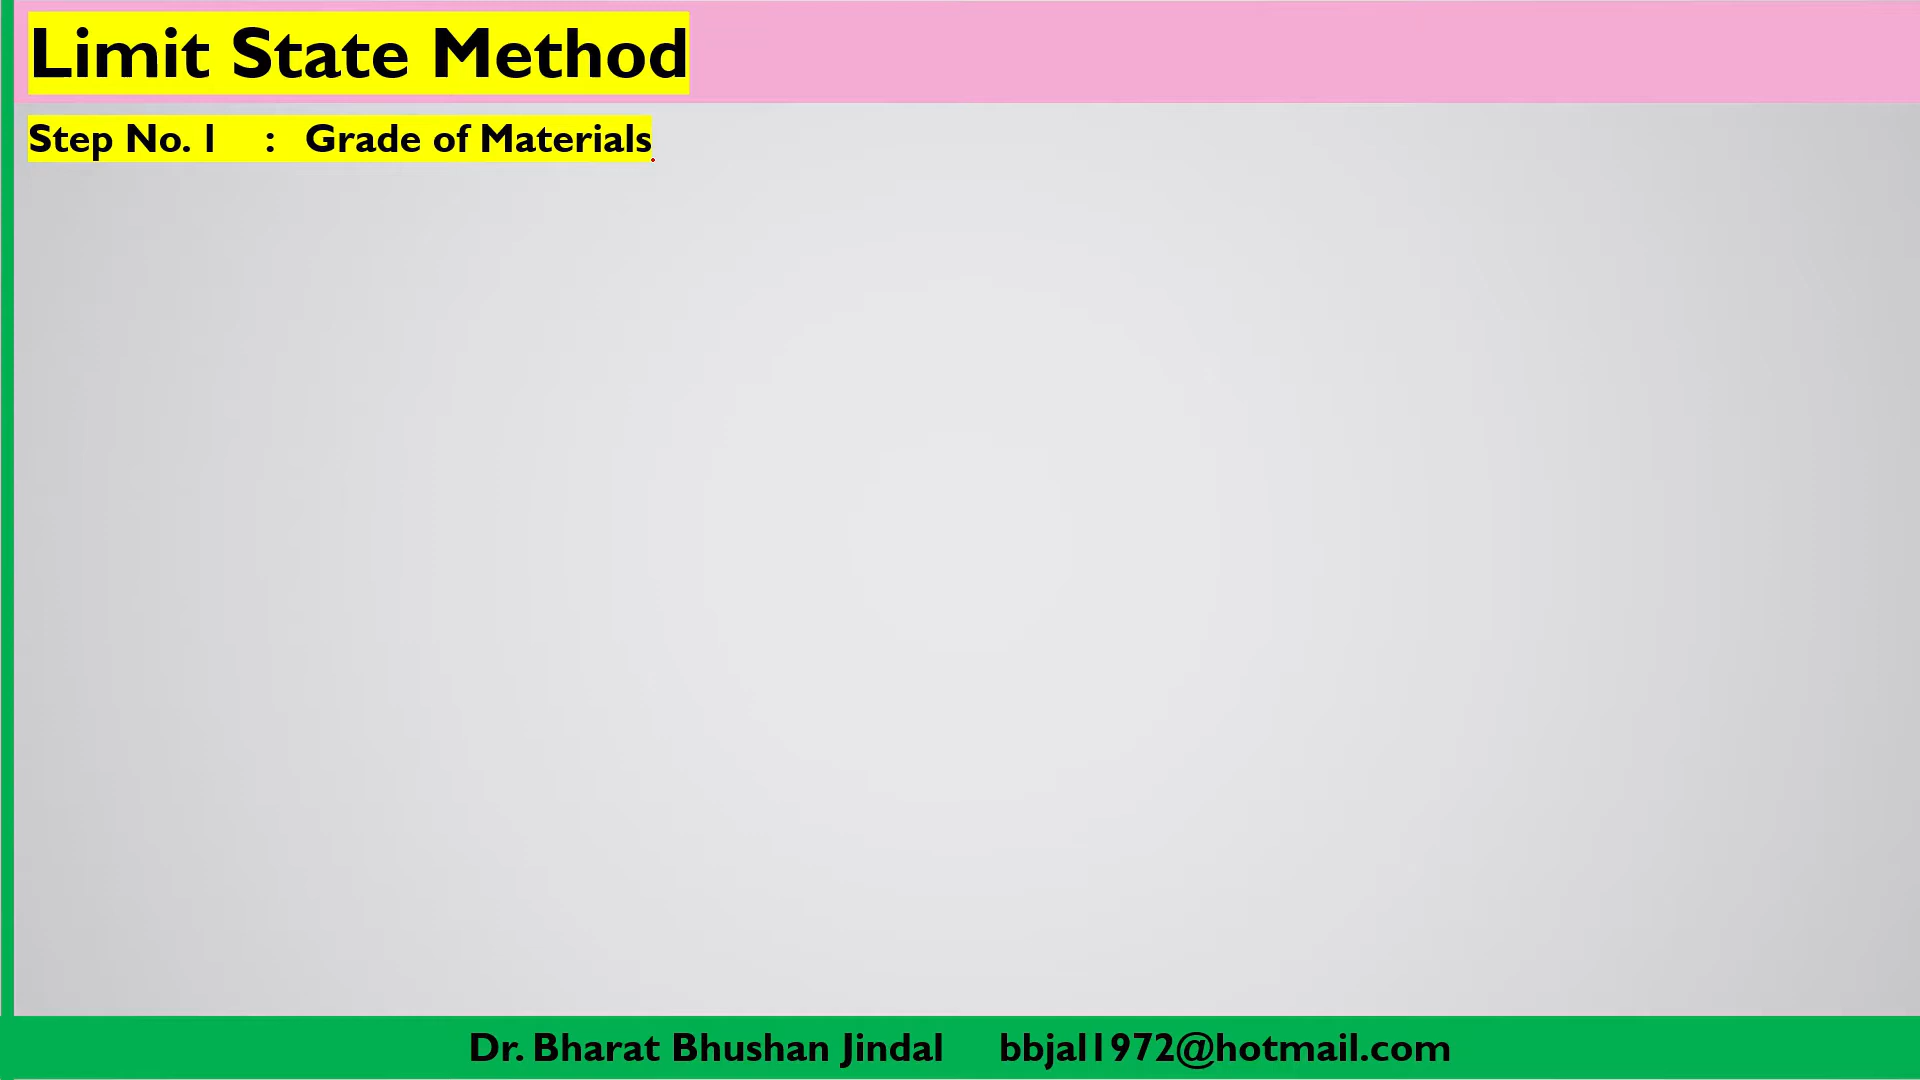 Limit State Method
Step No. 1 : Grade of Materials
Dr. Bharat Bhushan Jindal bbjal1972@hotmail.com